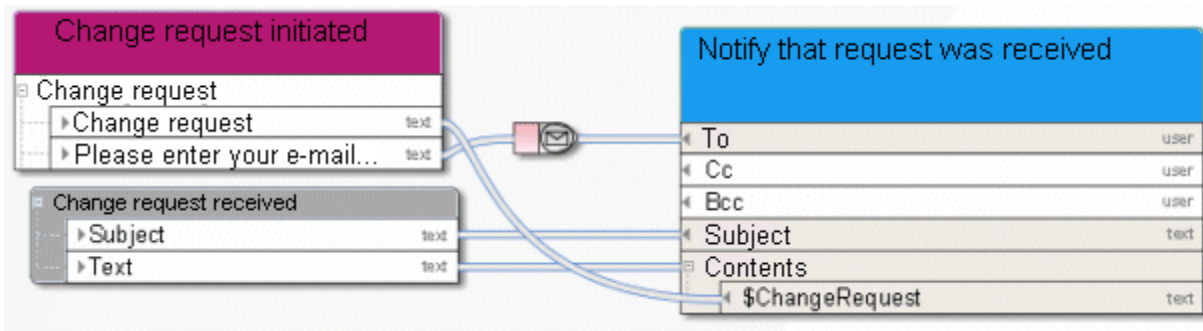 Change request initiated
Change request
Change request text
Please enter your e-mail... text
Change request received
Subject text
Text text
Notify that request was received
To user
Cc user
Bcc user
Subject text
Contents
$ChangeRequest text